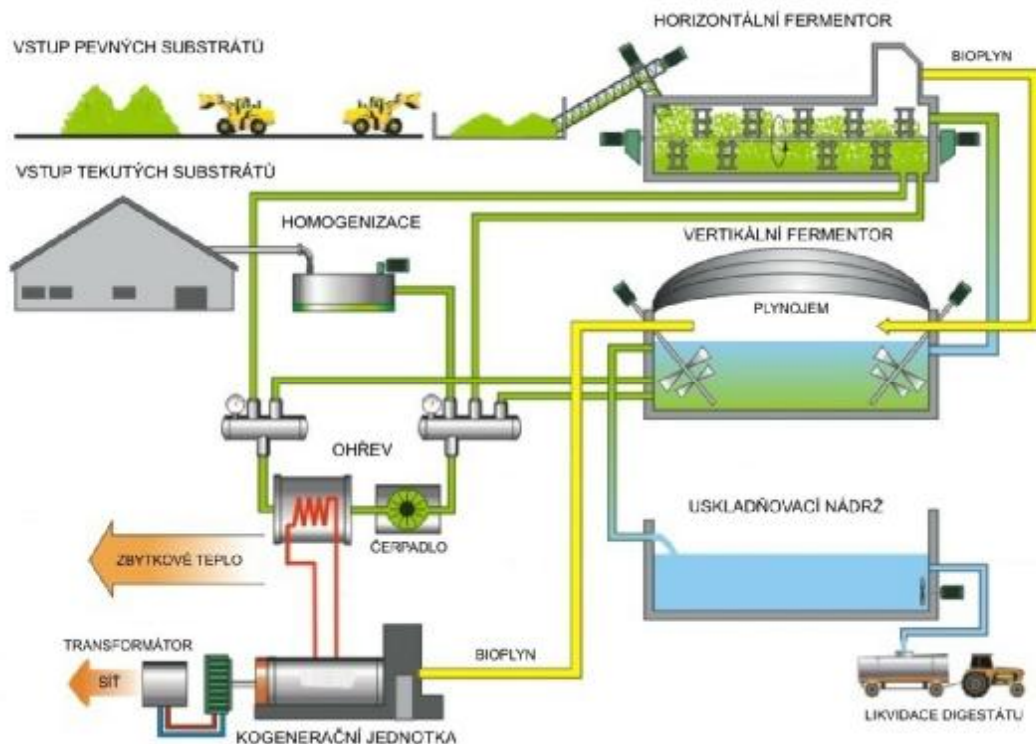 HORIZONTÁLNÍ FERMENTOR
VSTUP PEVNÝCH SUBSTRÁTŮ
BIOPLYN
VSTUP TEKUTÝCH SUBSTRÁTŮ
HOMOGENIZACE
VERTIKÁLNÍ FERMENTOR
PLYNOJEM
OHŘEV
USKLADŇOVACÍ NÁDRŽ
ČERPADLO
ZBYTKOVÉ TEPLO
TRANSFORMÁTOR
BIOPLYN
SÍŤ
LIKVIDACE DIGESTÁTU
KOGENERAČNÍ JEDNOTKA